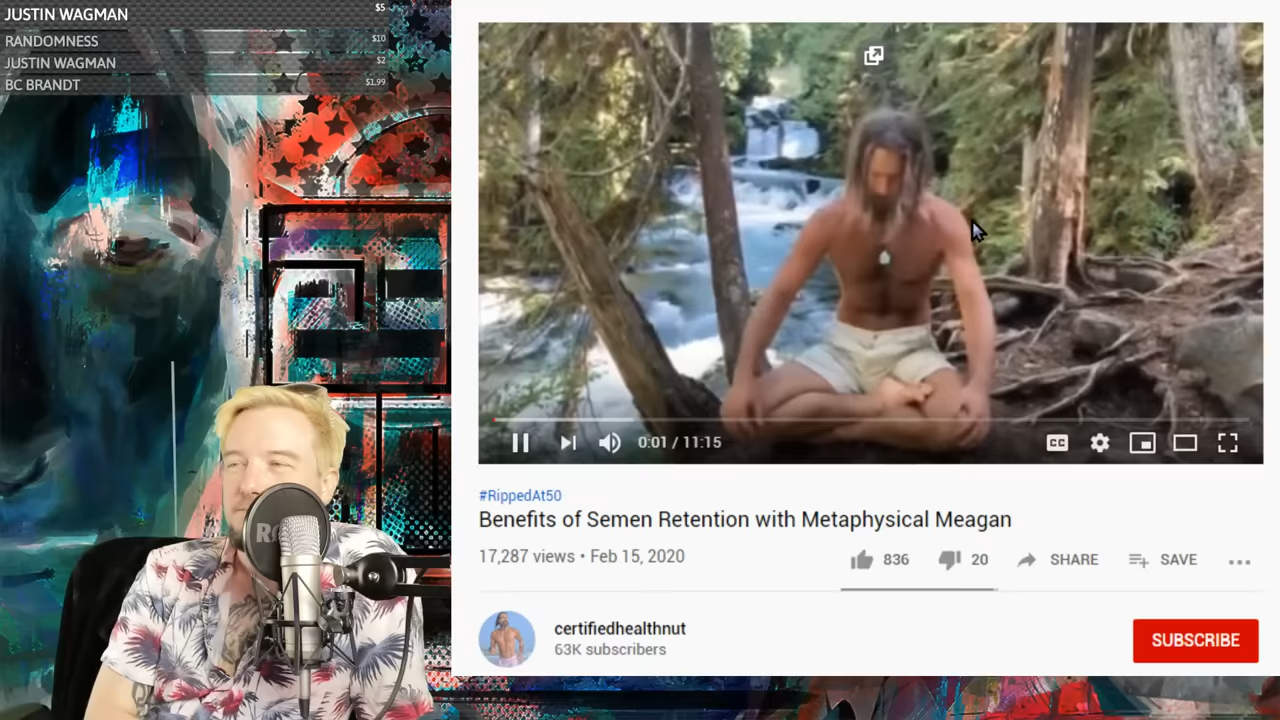 JUSTIN WAGMAN $5
RANDOMNESS $10
JUSTIN WAGMAN $2
BC BRANDT $1.99
0:01 / 11:15
CC
#RippedAt50
Benefits of Semen Retention with Metaphysical Meagan
17,287 views • Feb 15, 2020
836 20 SHARE SAVE
certifiedhealthnut
63K subscribers
SUBSCRIBE